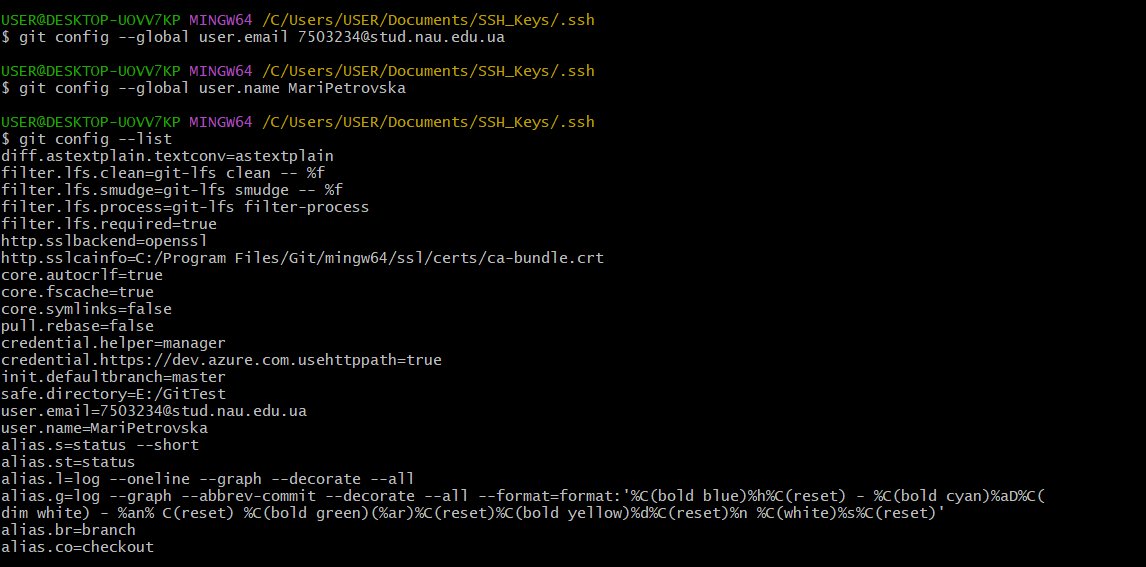 USER@DESKTOP-UOVV7KP MINGW64 /C/Users/USER/Documents/SSH_Keys/.ssh
$ git config --global user.email 7503234@stud.nau.edu.ua
USER@DESKTOP-UOVV7KP MINGW64 /C/Users/USER/Documents/SSH_Keys/.ssh
$ git config --global user.name MariPetrovska
USER@DESKTOP-UOVV7KP MINGW64 /C/Users/USER/Documents/SSH_Keys/.ssh
$ git config --list
diff.astextplain.textconv=astextplain
filter.lfs.clean=git-lfs clean -- %f
filter.lfs.smudge=git-lfs smudge -- %f
filter.lfs.process=git-lfs filter-process
filter.lfs.required=true
http.sslbackend=openssl
http.sslcainfo=C:/Program Files/Git/mingw64/ssl/certs/ca-bundle.crt
core.autocrlf=true
core.fscache=true
core.symlinks=false
pull.rebase=false
credential.helper=manager
credential.https://dev.azure.com.usehttppath=true
init.defaultbranch=master
safe.directory=E:/GitTest
user.email=7503234@stud.nau.edu.ua
user.name=MariPetrovska
alias.s=status --short
alias.st=status
alias.l=log --oneline --graph --decorate --all
alias.g=log --graph --abbrev-commit --decorate --all --format=format:'%C(bold blue)%h%C(reset) - %C(bold cyan)%aD%C(
dim white) - %an% C(reset) %C(bold green)(%ar)%C(reset)%C(bold yellow)%d%C(reset)%n %C(white)%s%C(reset)'
alias.br=branch
alias.co=checkout